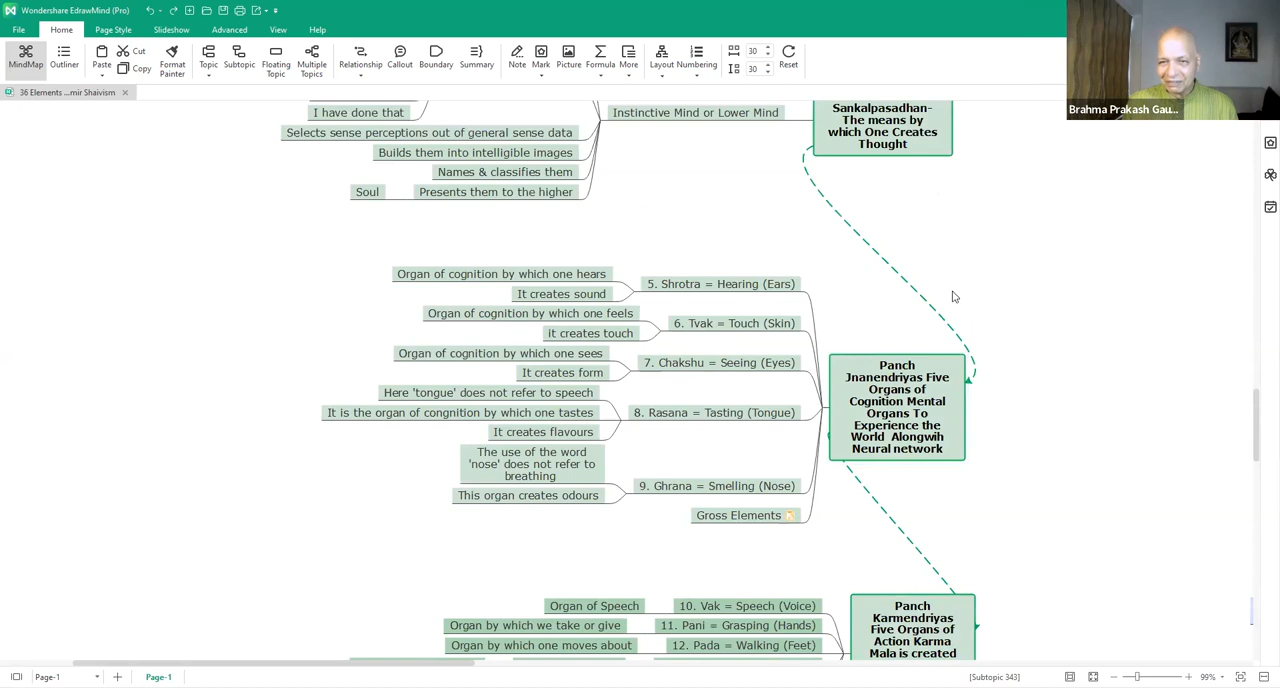 Wondershare EdrawMind (Pro)
File Home Page Style Slideshow Advanced View Help
MindMap Outliner Paste Cut Copy Format Painter Topic Subtopic Floating Topic Multiple Topics Relationship Callout Boundary Summary Note Mark Picture Formula More Layout Numbering 30 30 Reset
36 Elements ...mir Shaivism
Brahma Prakash Gau...
I have done that
Selects sense perceptions out of general sense data
Builds them into intelligible images
Names & classifies them
Soul
Presents them to the higher
Instinctive Mind or Lower Mind
Sankalpasadhan-
The means by
which One Creates
Thought
Organ of cognition by which one hears
It creates sound
5. Shrotra = Hearing (Ears)
Organ of cognition by which one feels
it creates touch
6. Tvak = Touch (Skin)
Organ of cognition by which one sees
It creates form
7. Chakshu = Seeing (Eyes)
Here 'tongue' does not refer to speech
It is the organ of congnition by which one tastes
It creates flavours
8. Rasana = Tasting (Tongue)
The use of the word
'nose' does not refer to
breathing
This organ creates odours
9. Ghrana = Smelling (Nose)
Gross Elements
Panch
Jnanendriyas Five
Organs of
Cognition Mental
Organs To
Experience the
World Alongwih
Neural network
Organ of Speech
10. Vak = Speech (Voice)
Organ by which we take or give
11. Pani = Grasping (Hands)
Organ by which one moves about
12. Pada = Walking (Feet)
Panch
Karmendriyas
Five Organs of
Action Karma
Mala is created
Page-1
Page-1
[Subtopic 343]
99%